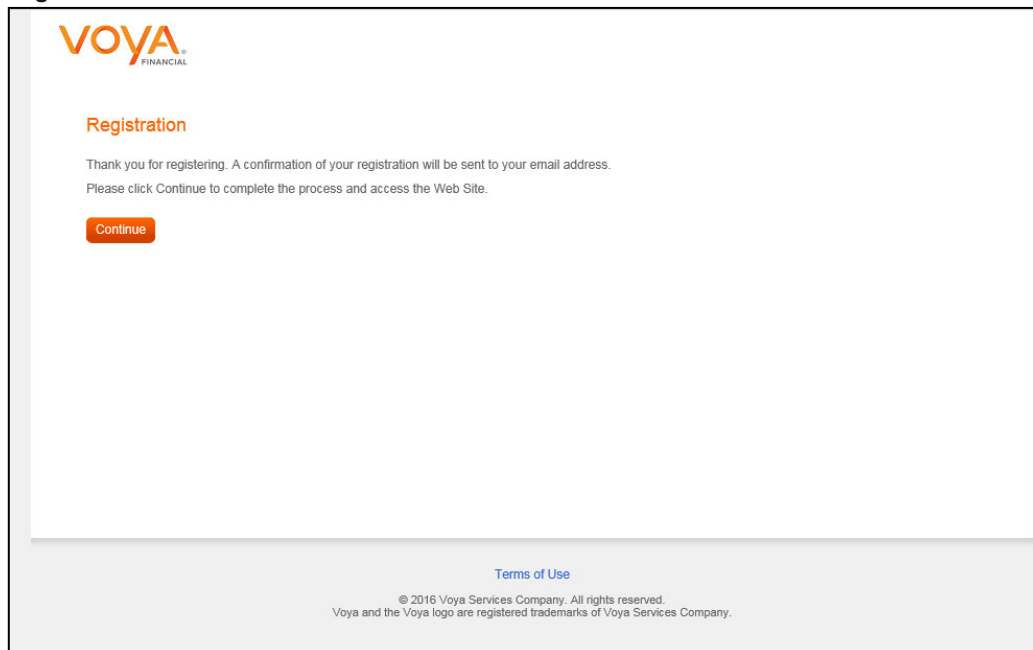 VOYA®
FINANCIAL
Registration
Thank you for registering. A confirmation of your registration will be sent to your email address.
Please click Continue to complete the process and access the Web Site.
Continue
Terms of Use
© 2016 Voya Services Company. All rights reserved.
Voya and the Voya logo are registered trademarks of Voya Services Company.